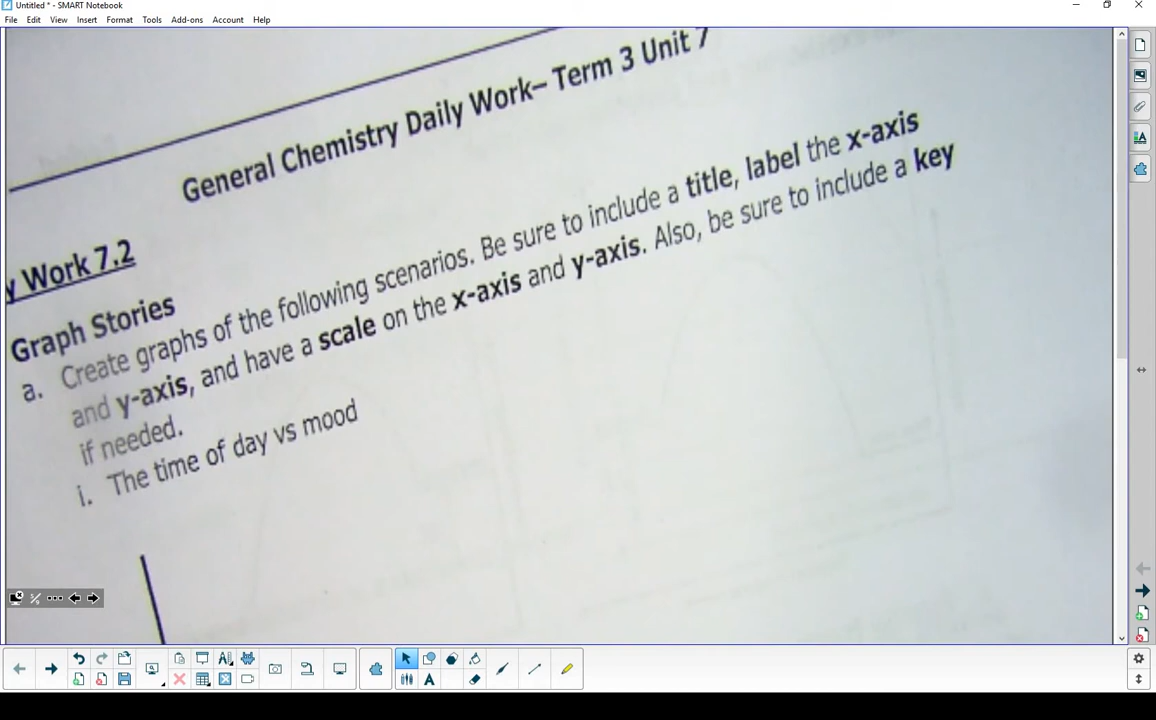 Untitled * - SMART Notebook
File Edit View Insert Format Tools Add-ons Account Help
General Chemistry Daily Work– Term 3 Unit 7
y Work 7.2
Graph Stories
a. Create graphs of the following scenarios. Be sure to include a title, label the x-axis
and y-axis, and have a scale on the x-axis and y-axis. Also, be sure to include a key
if needed.
i. The time of day vs mood